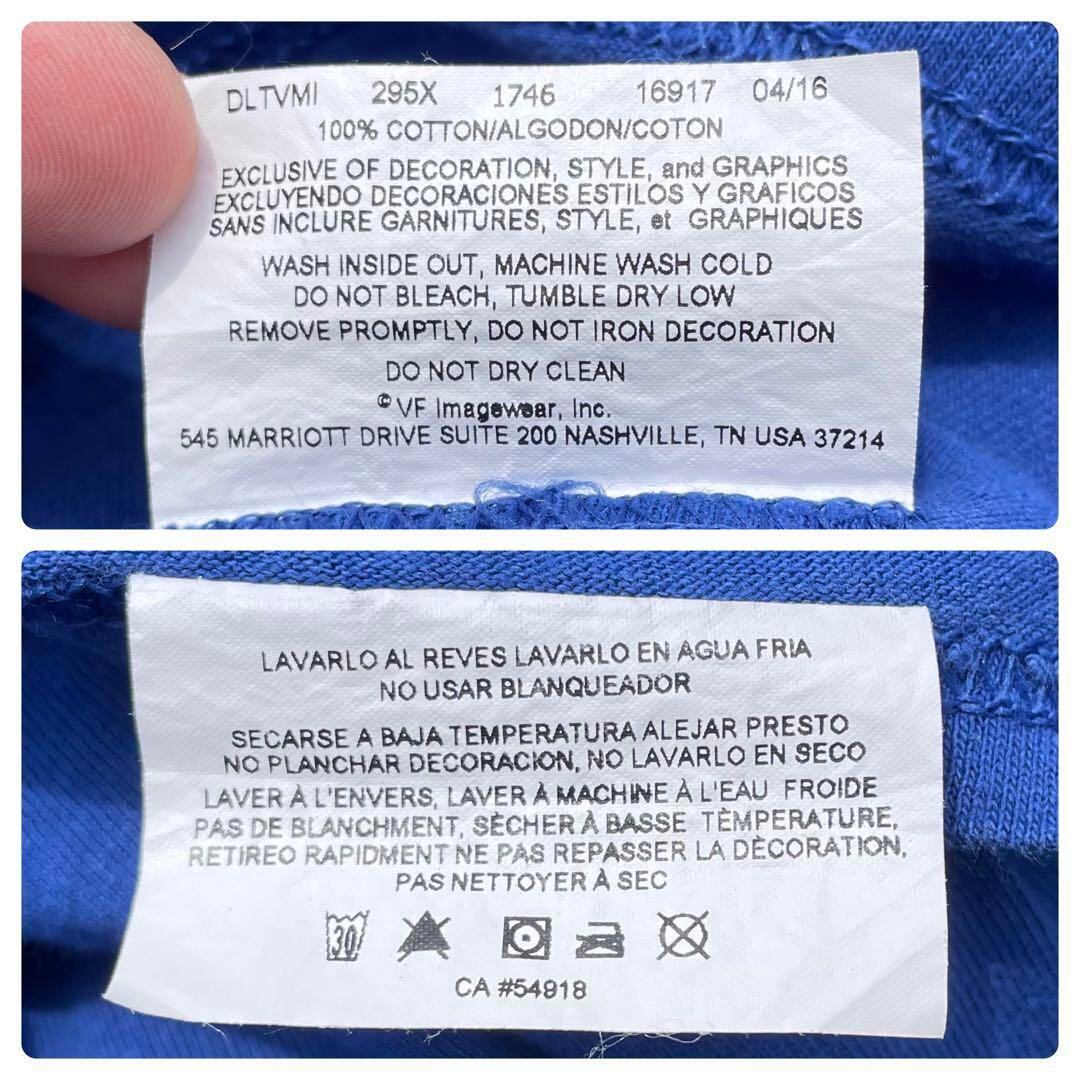 DLTVMI 295X 1746 16917 04/16
100% COTTON/ALGODON/COTON
EXCLUSIVE OF DECORATION, STYLE, and GRAPHICS
EXCLUYENDO DECORACIONES ESTILOS Y GRAFICOS
SANS INCLURE GARNITURES, STYLE, et GRAPHIQUES
WASH INSIDE OUT, MACHINE WASH COLD
DO NOT BLEACH, TUMBLE DRY LOW
REMOVE PROMPTLY, DO NOT IRON DECORATION
DO NOT DRY CLEAN
© VF Imagewear, Inc.
545 MARRIOTT DRIVE SUITE 200 NASHVILLE, TN USA 37214
LAVARLO AL REVES LAVARLO EN AGUA FRIA
NO USAR BLANQUEADOR
SECARSE A BAJA TEMPERATURA ALEJAR PRESTO
NO PLANCHAR DECORACION, NO LAVARLO EN SECO
LAVER À L'ENVERS, LAVER À MACHINE À L'EAU FROIDE
PAS DE BLANCHMENT, SÈCHER À BASSE TÈMPERATURE,
RETIREO RAPIDMENT NE PAS REPASSER LA DÈCORATION,
PAS NETTOYER À SEC
30
CA #54918